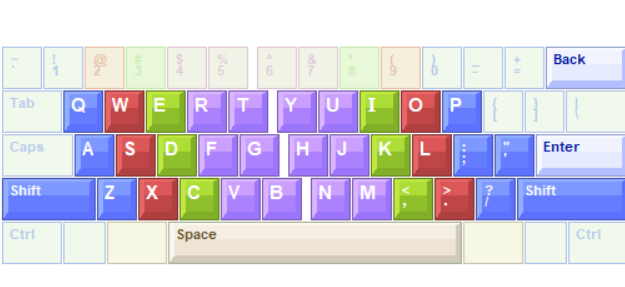 ~ ` ! 1 @ 2 # 3 $ 4 % 5 ^ 6 & 7 * 8 ( 9 ) 0 _ - + = Back
Tab Q W E R T Y U I O P { [ } ] | \
Caps A S D F G H J K L : ; " ' Enter
Shift Z X C V B N M < , > . ? / Shift
Ctrl Space Ctrl